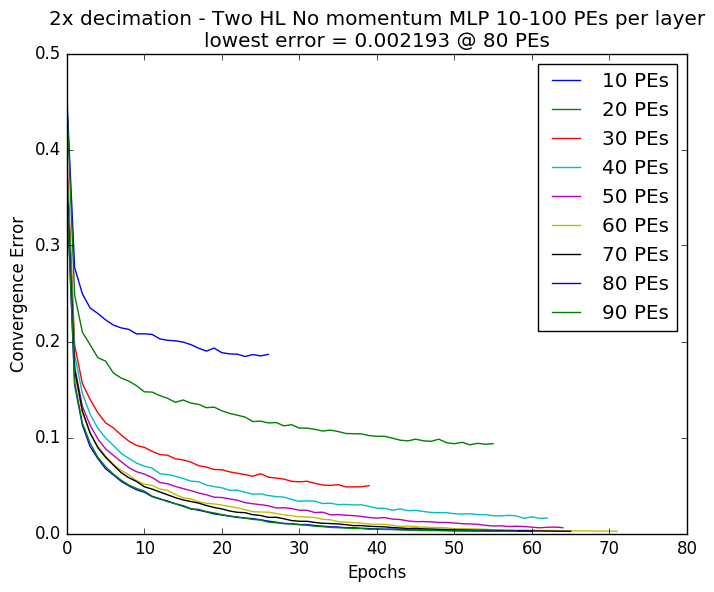 2x decimation - Two HL No momentum MLP 10-100 PEs per layer
lowest error = 0.002193 @ 80 PEs
0.5
0.4
0.3
0.2
0.1
0.0
Convergence Error
10 PEs
20 PEs
30 PEs
40 PEs
50 PEs
60 PEs
70 PEs
80 PEs
90 PEs
0 10 20 30 40 50 60 70 80
Epochs